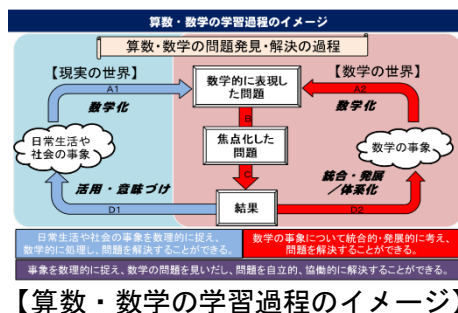 算数・数学の学習過程のイメージ
算数・数学の問題発見・解決の過程
【現実の世界】
【数学の世界】
A1
数学的に表現し
た問題
A2
数学化
数学化
B
日常生活や
社会の事象
焦点化した
問題
数学の事象
C
活用・意味づけ
統合・発展
/体系化
D1
結果
D2
日常生活や社会の事象を数理的に捉え、
数学的に処理し、問題を解決することができる。
数学の事象について統合的・発展的に考え、
問題を解決することができる。
事象を数理的に捉え、数学の問題を見いだし、問題を自立的、協働的に解決することができる。
【算数・数学の学習過程のイメージ】